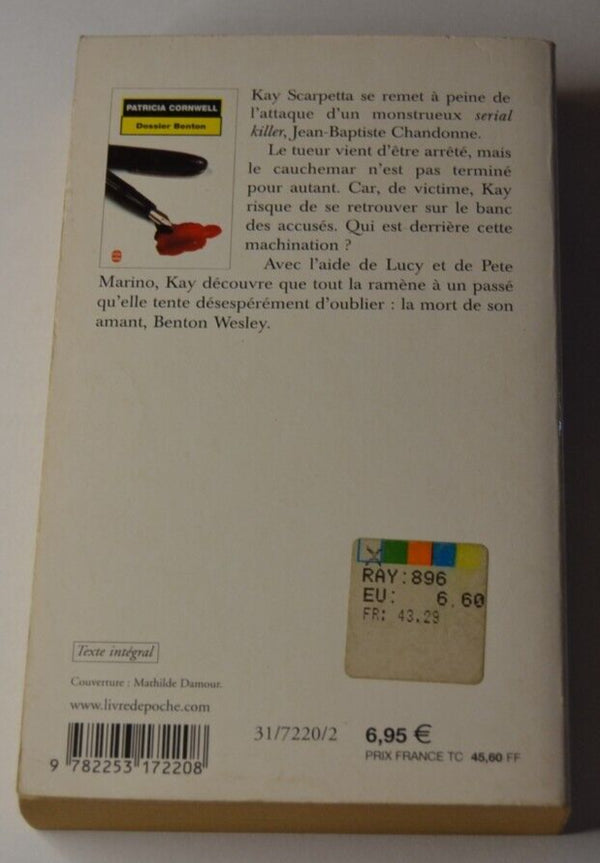 PATRICIA CORNWELL
Dossier Benton
Kay Scarpetta se remet à peine de
l'attaque d'un monstrueux serial
killer, Jean-Baptiste Chandonne.
Le tueur vient d'être arrêté, mais
le cauchemar n'est pas terminé
pour autant. Car, de victime, Kay
risque de se retrouver sur le banc
des accusés. Qui est derrière cette
machination ?
Avec l'aide de Lucy et de Pete
Marino, Kay découvre que tout la ramène à un passé
qu'elle tente désespérément d'oublier : la mort de son
amant, Benton Wesley.
RAY:896
EU: 6.60
FR: 43.29
Texte intégral
Couverture : Mathilde Damour.
www.livredepoche.com
9 782253 172208
31/7220/2
6,95 €
PRIX FRANCE TC 45,60 FF